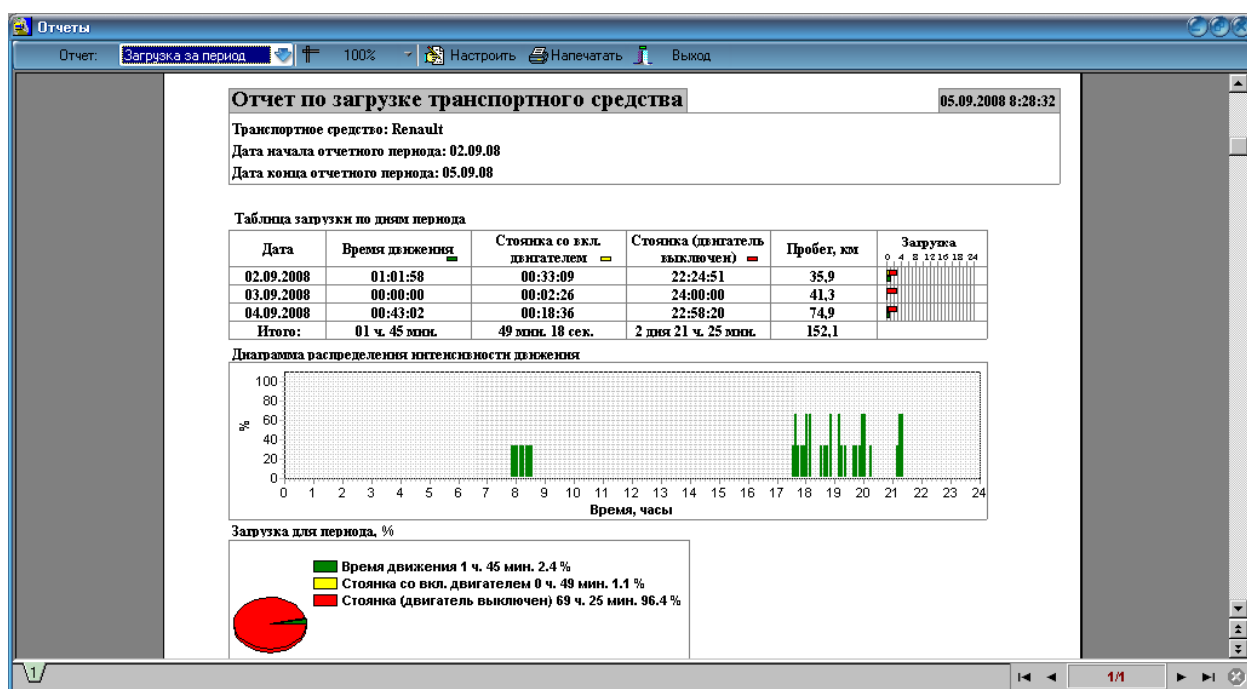 Отчеты
Отчет: Загрузка за период 100% Настроить Напечатать Выход
Отчет по загрузке транспортного средства 05.09.2008 8:28:32
Транспортное средство: Renault
Дата начала отчетного периода: 02.09.08
Дата конца отчетного периода: 05.09.08
Таблица загрузки по дням периода
Дата Время движения Стоянка со вкл. двигателем Стоянка (двигатель выключен) Пробег, км Загрузка
0 4 8 12 16 18 24
02.09.2008 01:01:58 00:33:09 22:24:51 35,9
03.09.2008 00:00:00 00:02:26 24:00:00 41,3
04.09.2008 00:43:02 00:18:36 22:58:20 74,9
Итого: 01 ч. 45 мин. 49 мин. 18 сек. 2 дня 21 ч. 25 мин. 152,1
Диаграмма распределения интенсивности движения
100
80
60
40
20
0
%
0 1 2 3 4 5 6 7 8 9 10 11 12 13 14 15 16 17 18 19 20 21 22 23 24
Время, часы
Загрузка для периода, %
Время движения 1 ч. 45 мин. 2.4 %
Стоянка со вкл. двигателем 0 ч. 49 мин. 1.1 %
Стоянка (двигатель выключен) 69 ч. 25 мин. 96.4 %
1 1/1